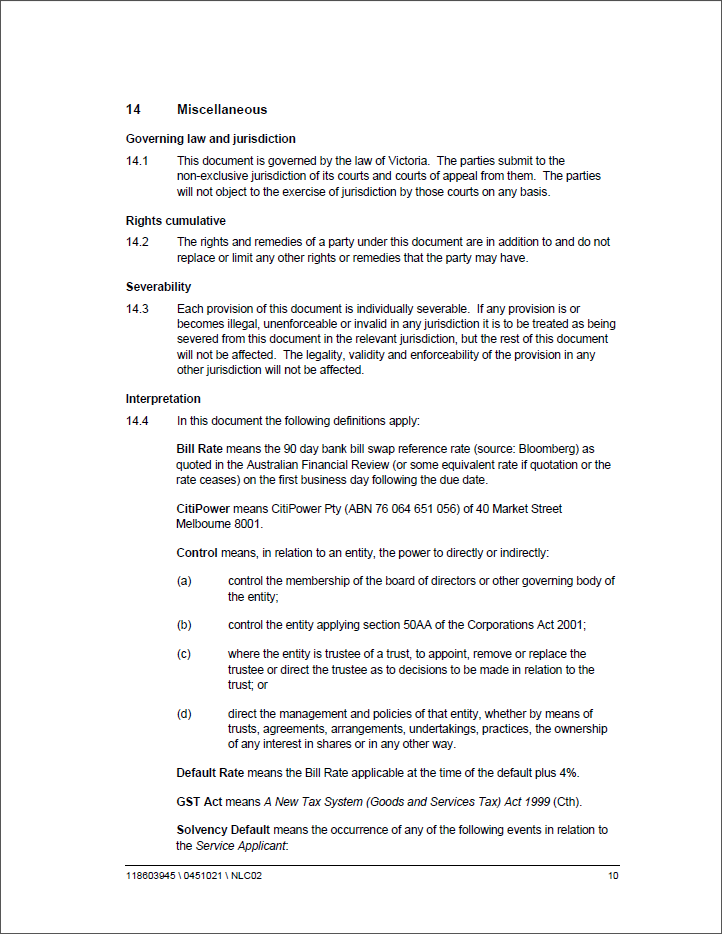 14 Miscellaneous
Governing law and jurisdiction
14.1 This document is governed by the law of Victoria. The parties submit to the
non-exclusive jurisdiction of its courts and courts of appeal from them. The parties
will not object to the exercise of jurisdiction by those courts on any basis.
Rights cumulative
14.2 The rights and remedies of a party under this document are in addition to and do not
replace or limit any other rights or remedies that the party may have.
Severability
14.3 Each provision of this document is individually severable. If any provision is or
becomes illegal, unenforceable or invalid in any jurisdiction it is to be treated as being
severed from this document in the relevant jurisdiction, but the rest of this document
will not be affected. The legality, validity and enforceability of the provision in any
other jurisdiction will not be affected.
Interpretation
14.4 In this document the following definitions apply:
Bill Rate means the 90 day bank bill swap reference rate (source: Bloomberg) as
quoted in the Australian Financial Review (or some equivalent rate if quotation or the
rate ceases) on the first business day following the due date.
CitiPower means CitiPower Pty (ABN 76 064 651 056) of 40 Market Street
Melbourne 8001.
Control means, in relation to an entity, the power to directly or indirectly:
(a) control the membership of the board of directors or other governing body of
the entity;
(b) control the entity applying section 50AA of the Corporations Act 2001;
(c) where the entity is trustee of a trust, to appoint, remove or replace the
trustee or direct the trustee as to decisions to be made in relation to the
trust; or
(d) direct the management and policies of that entity, whether by means of
trusts, agreements, arrangements, undertakings, practices, the ownership
of any interest in shares or in any other way.
Default Rate means the Bill Rate applicable at the time of the default plus 4%.
GST Act means A New Tax System (Goods and Services Tax) Act 1999 (Cth).
Solvency Default means the occurrence of any of the following events in relation to
the Service Applicant:
118603945 \ 0451021 \ NLC02 10